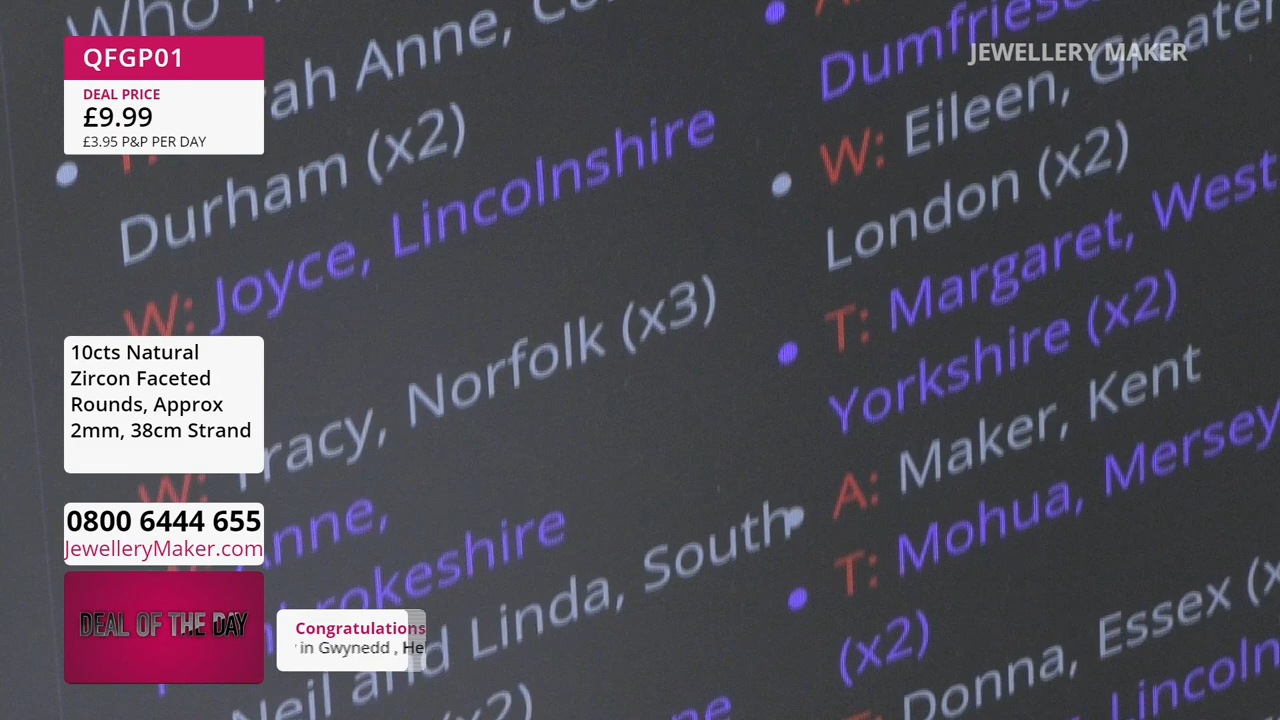 QFGP01
DEAL PRICE
£9.99
£3.95 P&P PER DAY
10cts Natural
Zircon Faceted
Rounds, Approx
2mm, 38cm Strand
0800 6444 655
JewelleryMaker.com
DEAL OF THE DAY
Congratulations
in Gwynedd , He
JEWELLERY MAKER
Who
Anne,
Durham (x2)
W: Joyce, Lincolnshire
Tracy, Norfolk (x3)
W: Anne,
Neil and Linda, South
(x2)
W: Eileen, Greater
London (x2)
T: Margaret, West
Yorkshire (x2)
A: Maker, Kent
T: Mohua, Mersey
(x2)
Donna, Essex
Lincoln